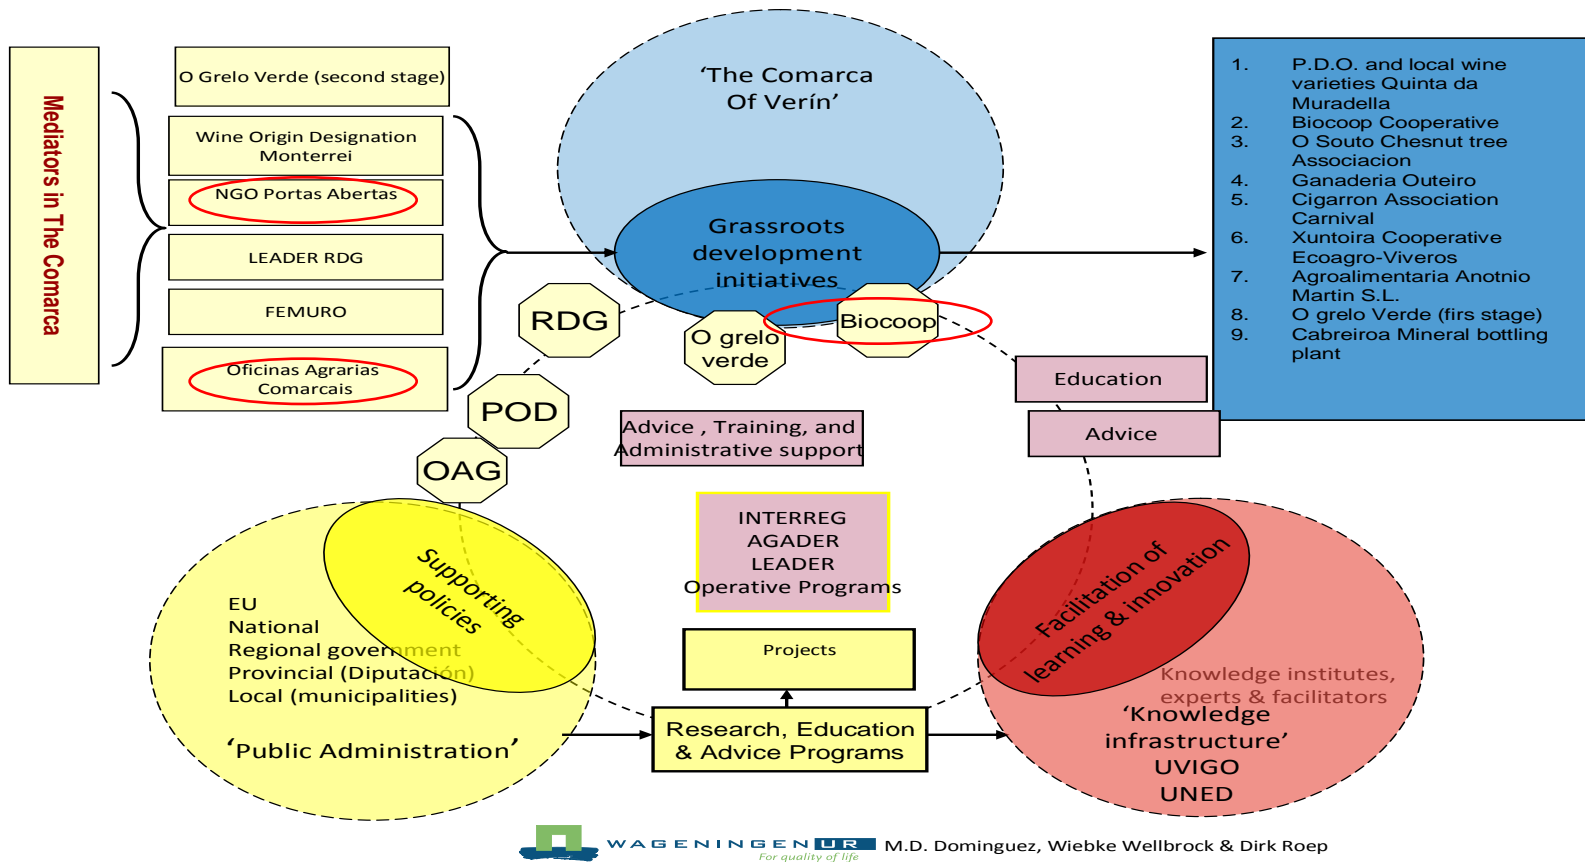 Mediators in The Comarca
O Grelo Verde (second stage)
Wine Origin Designation
Monterrei
NGO Portas Abertas
LEADER RDG
FEMURO
Oficinas Agrarias
Comarcais
‘The Comarca
Of Verín’
Grassroots
development
initiatives
1. P.D.O. and local wine
varieties Quinta da
Muradella
2. Biocoop Cooperative
3. O Souto Chesnut tree
Associacion
4. Ganaderia Outeiro
5. Cigarron Association
Carnival
6. Xuntoira Cooperative
Ecoagro-Viveros
7. Agroalimentaria Anotnio
Martin S.L.
8. O grelo Verde (firs stage)
9. Cabreiroa Mineral bottling
plant
RDG
O grelo
verde
Biocoop
POD
OAG
Education
Advice
Advice , Training, and
Administrative support
INTERREG
AGADER
LEADER
Operative Programs
Supporting
policies
EU
National
Regional government
Provincial (Diputación)
Local (municipalities)
‘Public Administration’
Projects
Research, Education
& Advice Programs
Facilitation of
learning & innovation
Knowledge institutes,
experts & facilitators
‘Knowledge
infrastructure’
UVIGO
UNED
WAGENINGEN UR
For quality of life
M.D. Dominguez, Wiebke Wellbrock & Dirk Roep